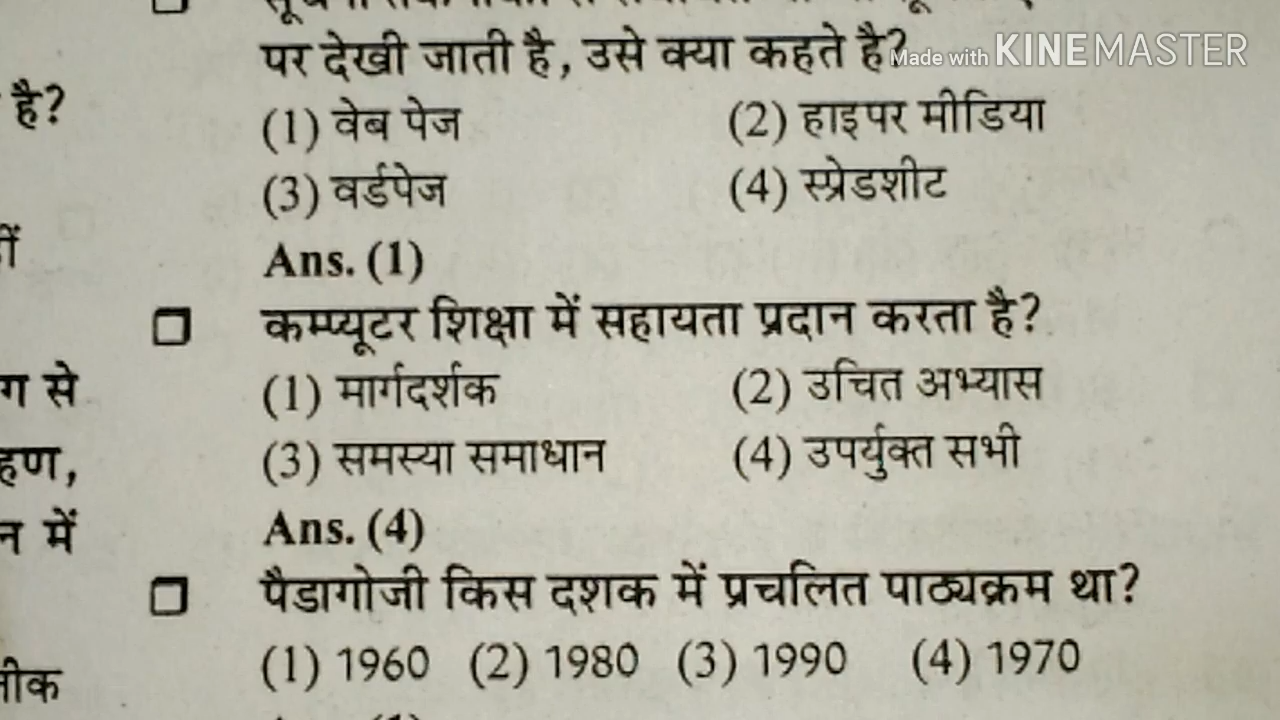 पर देखी जाती है, उसे क्या कहते है?
Made with KINEMASTER
है?
(1) वेब पेज (2) हाइपर मीडिया
(3) वर्डपेज (4) स्प्रेडशीट
Ans. (1)
कम्प्यूटर शिक्षा में सहायता प्रदान करता है?
(1) मार्गदर्शक (2) उचित अभ्यास
ग से
(3) समस्या समाधान (4) उपर्युक्त सभी
हण,
Ans. (4)
न में
पैडागोजी किस दशक में प्रचलित पाठ्यक्रम था?
(1) 1960 (2) 1980 (3) 1990 (4) 1970